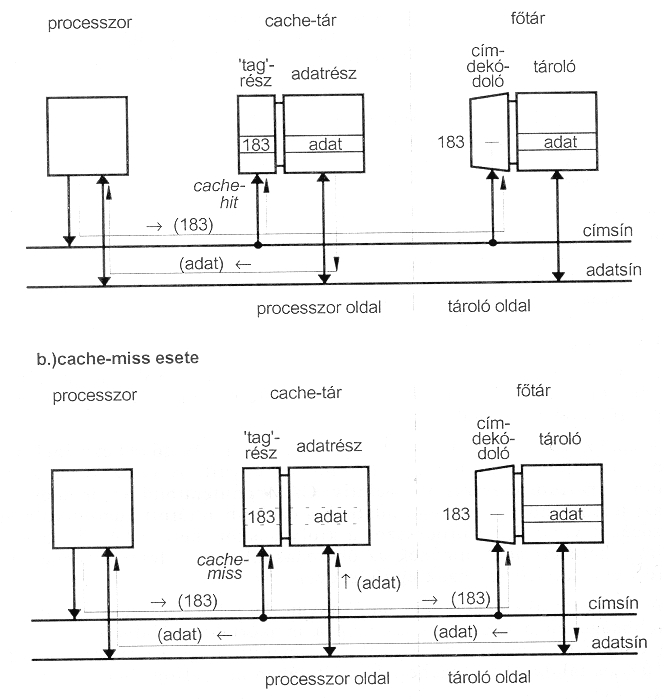 processzor cache-tár főtár
'tag'-
rész adatrész
cím-
dekó-
doló tároló
183 adat 183 adat
cache-
hit
→ (183)
címsín
(adat) ←
adatsín
processzor oldal tároló oldal
b.)cache-miss esete
processzor cache-tár főtár
'tag'-
rész adatrész
cím-
dekó-
doló tároló
183 adat 183 adat
cache-
miss
↑ (adat)
→ (183) → (183)
címsín
(adat) ← (adat) ←
adatsín
processzor oldal tároló oldal